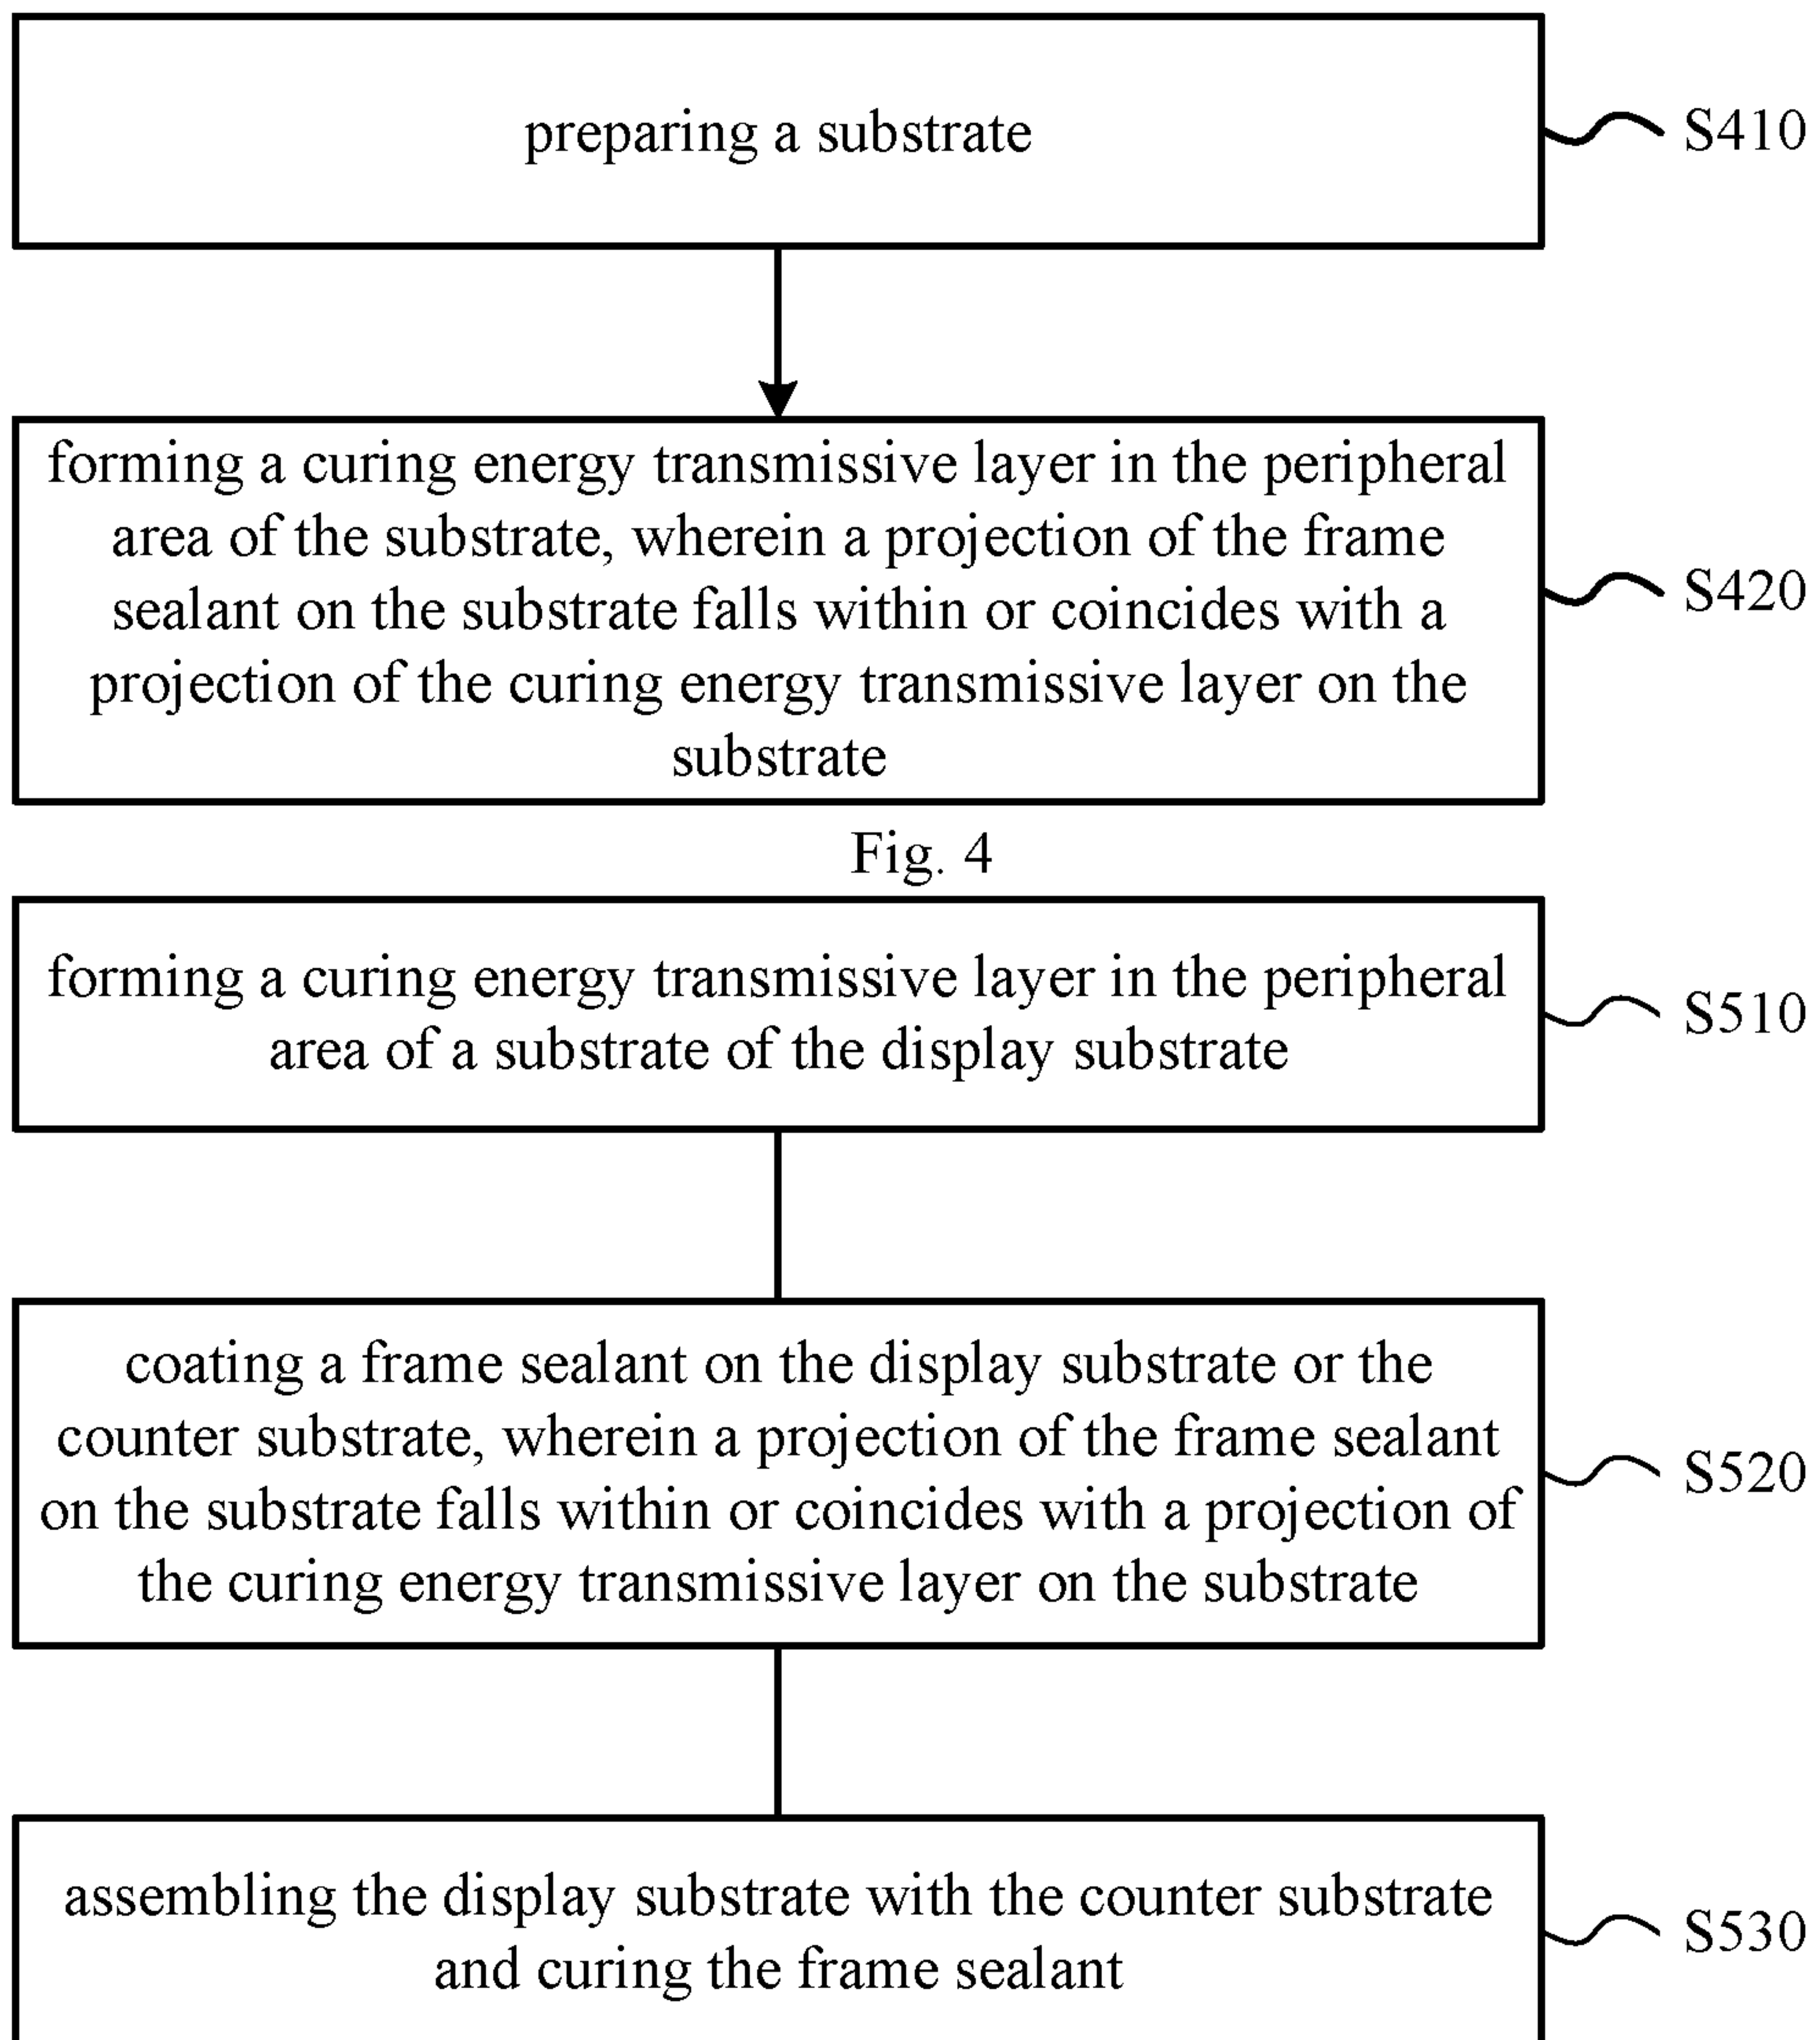 preparing a substrate
S410
forming a curing energy transmissive layer in the peripheral
area of the substrate, wherein a projection of the frame
sealant on the substrate falls within or coincides with a
projection of the curing energy transmissive layer on the
substrate
S420
Fig. 4
forming a curing energy transmissive layer in the peripheral
area of a substrate of the display substrate
S510
coating a frame sealant on the display substrate or the
counter substrate, wherein a projection of the frame sealant
on the substrate falls within or coincides with a projection of
the curing energy transmissive layer on the substrate
S520
assembling the display substrate with the counter substrate
and curing the frame sealant
S530